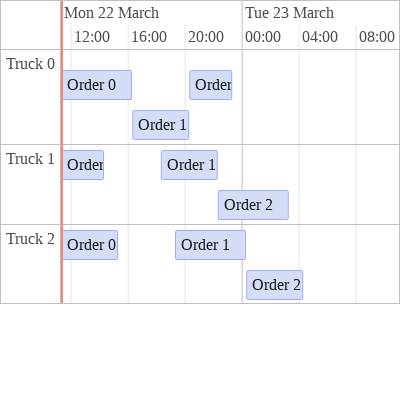 Mon 22 March Tue 23 March
12:00 16:00 20:00 00:00 04:00 08:00
Truck 0
Order 0 Order
Order 1
Truck 1
Order Order 1
Order 2
Truck 2
Order 0 Order 1
Order 2